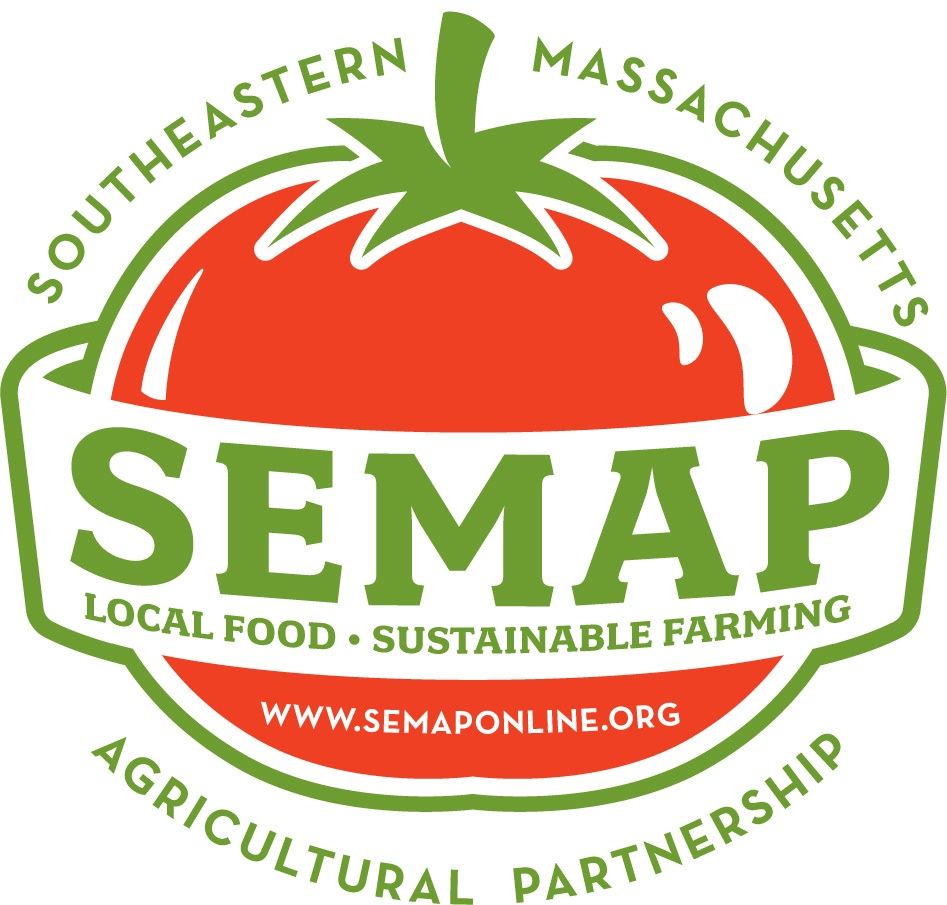 SOUTHEASTERN MASSACHUSETTS
SEMAP
LOCAL FOOD • SUSTAINABLE FARMING
WWW.SEMAPONLINE.ORG
AGRICULTURAL PARTNERSHIP